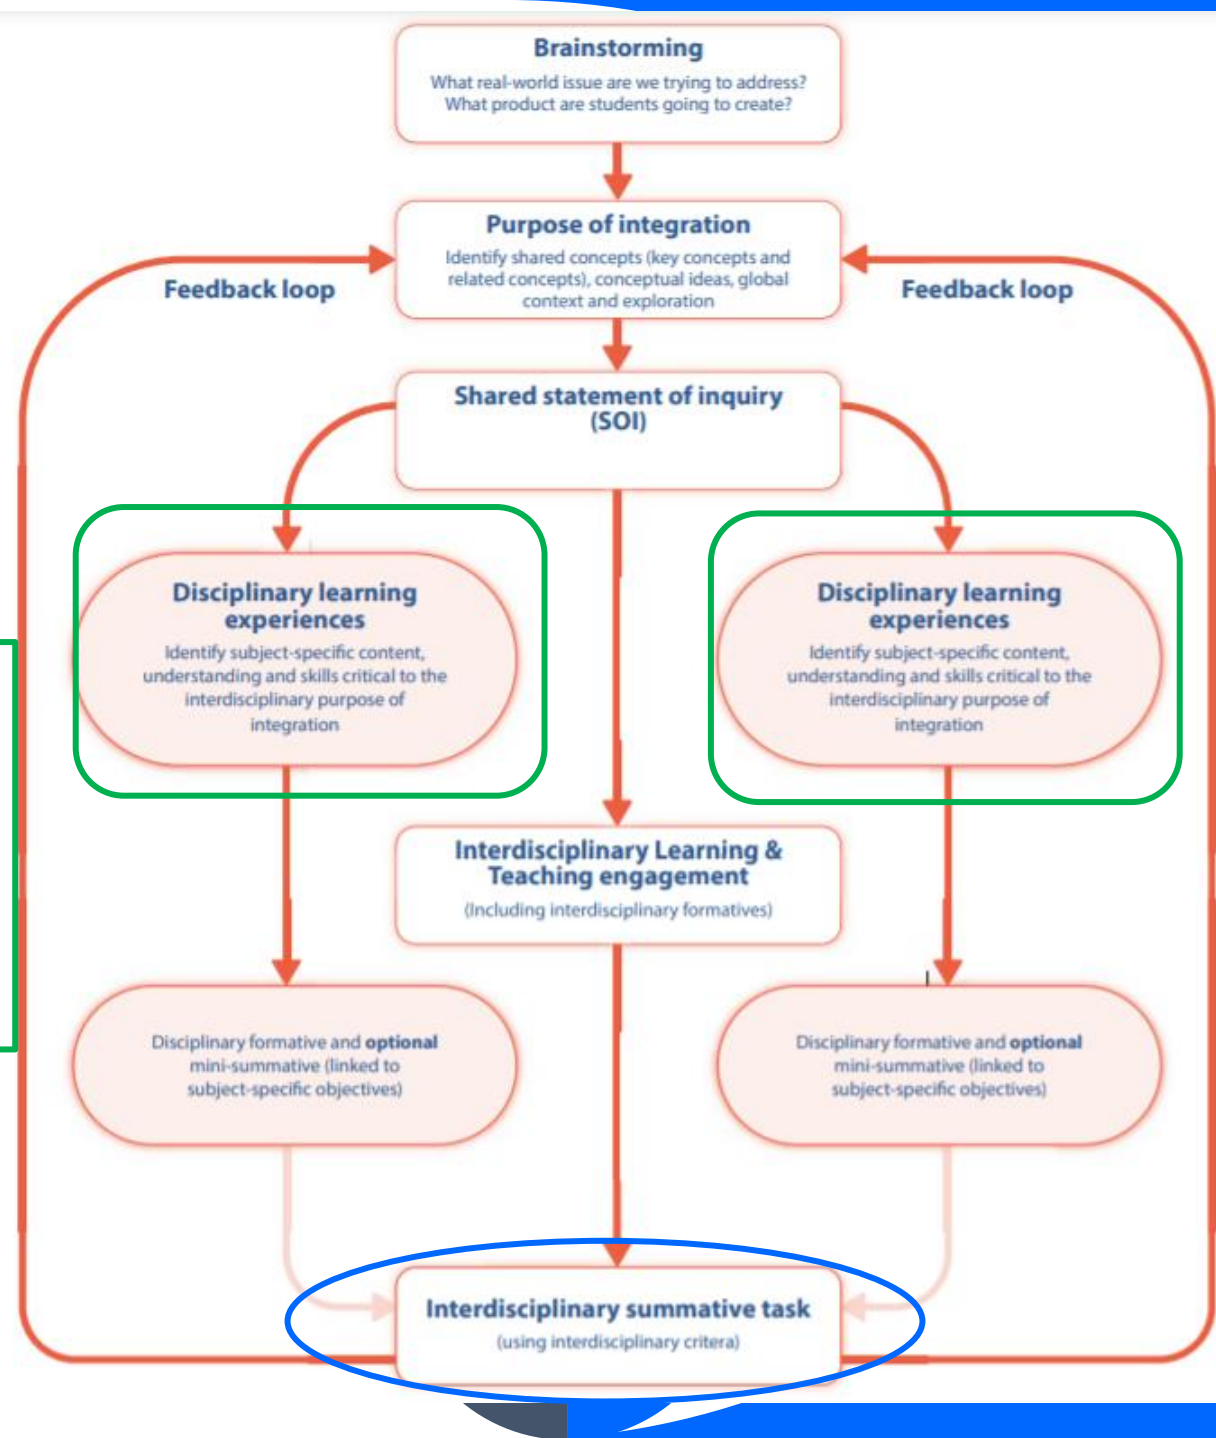 Brainstorming
What real-world issue are we trying to address?
What product are students going to create?
Purpose of integration
Identify shared concepts (key concepts and
related concepts), conceptual ideas, global
context and exploration
Feedback loop
Feedback loop
Shared statement of inquiry
(SOI)
Disciplinary learning
experiences
Identify subject-specific content,
understanding and skills critical to the
interdisciplinary purpose of
integration
Disciplinary learning
experiences
Identify subject-specific content,
understanding and skills critical to the
interdisciplinary purpose of
integration
Interdisciplinary Learning &
Teaching engagement
(Including interdisciplinary formatives)
Disciplinary formative and optional
mini-summative (linked to
subject-specific objectives)
Disciplinary formative and optional
mini-summative (linked to
subject-specific objectives)
Interdisciplinary summative task
(using interdisciplinary critera)